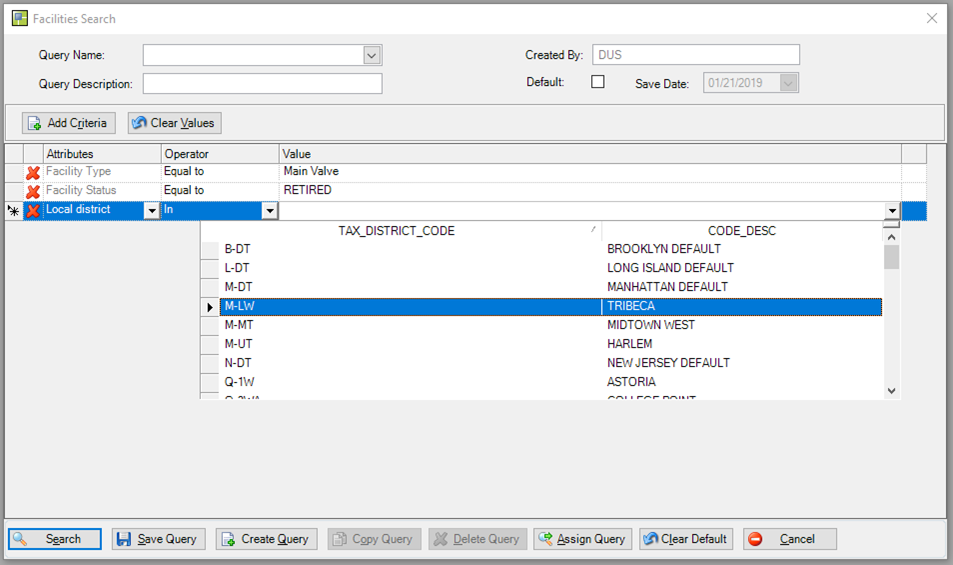 Facilities Search
Query Name: Created By: DUS
Query Description: Default: Save Date: 01/21/2019
Add Criteria Clear Values
Attributes Operator Value
Facility Type Equal to Main Valve
Facility Status Equal to RETIRED
Local district In
TAX_DISTRICT_CODE CODE_DESC
B-DT BROOKLYN DEFAULT
L-DT LONG ISLAND DEFAULT
M-DT MANHATTAN DEFAULT
M-LW TRIBECA
M-MT MIDTOWN WEST
M-UT HARLEM
N-DT NEW JERSEY DEFAULT
Q-1W ASTORIA
COLLEGE POINT
Search Save Query Create Query Copy Query Delete Query Assign Query Clear Default Cancel